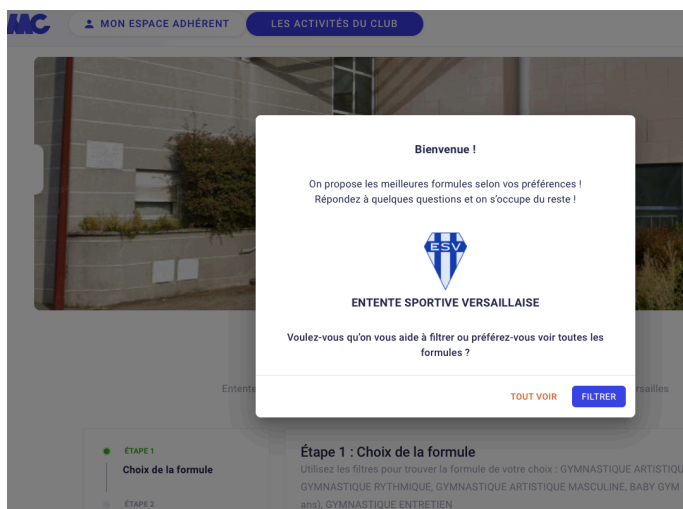 MC
MON ESPACE ADHÉRENT
LES ACTIVITÉS DU CLUB
Bienvenue !
On propose les meilleures formules selon vos préférences !
Répondez à quelques questions et on s'occupe du reste !
ESV
ENTENTE SPORTIVE VERSAILLAISE
Voulez-vous qu'on vous aide à filtrer ou préférez-vous voir toutes les
formules ?
Entente
rsailles
TOUT VOIR
FILTRER
ÉTAPE 1
Choix de la formule
ÉTAPE 2
Étape 1 : Choix de la formule
Utilisez les filtres pour trouver la formule de votre choix : GYMNASTIQUE ARTISTIQU
GYMNASTIQUE RYTHMIQUE, GYMNASTIQUE ARTISTIQUE MASCULINE, BABY GYM
ans), GYMNASTIQUE ENTRETIEN